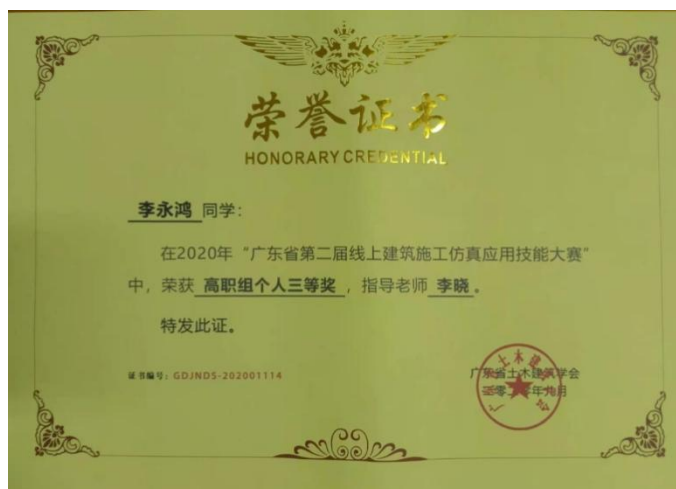 荣誉证书
HONORARY CREDENTIAL
李永鸿 同学：
在2020年“广东省第二届线上建筑施工仿真应用技能大赛”
中，荣获 高职组个人三等奖 ，指导老师 李晓 。
特发此证。
证书编号：GDJNDS-202001114
广东省土木建筑学会